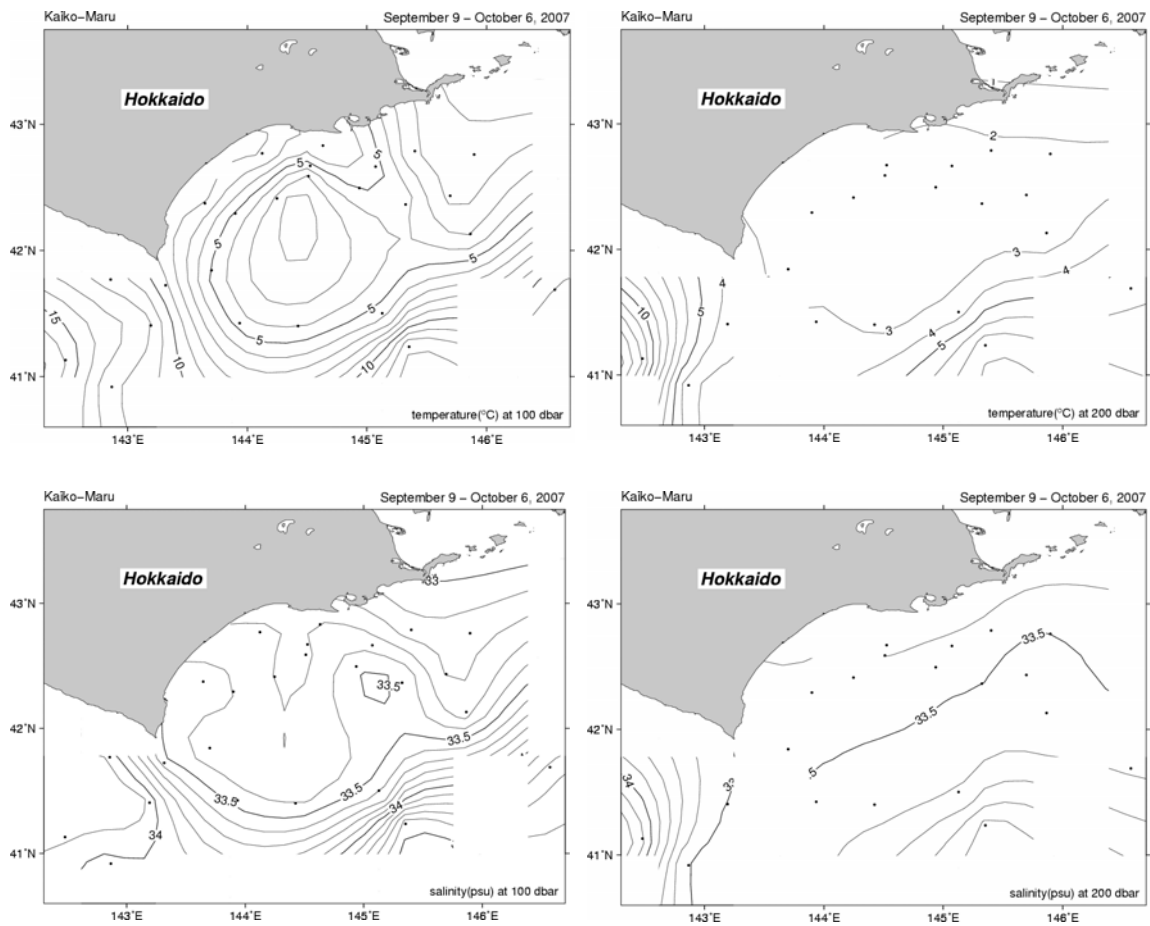 Kaiko–Maru September 9 – October 6, 2007
Hokkaido
43˚N
42˚N
41˚N
5
5
5
5
5
5
15
10
10
temperature(°C) at 100 dbar
143˚E 144˚E 145˚E 146˚E
Kaiko–Maru September 9 – October 6, 2007
Hokkaido
43˚N
42˚N
41˚N
1
2
3
4
4
10
5
3
4
5
temperature(°C) at 200 dbar
143˚E 144˚E 145˚E 146˚E
Kaiko–Maru September 9 – October 6, 2007
Hokkaido
43˚N
42˚N
41˚N
33
33.5
33.5
33.5
33.5
34
34
salinity(psu) at 100 dbar
143˚E 144˚E 145˚E 146˚E
Kaiko–Maru September 9 – October 6, 2007
Hokkaido
43˚N
42˚N
41˚N
33.5
33.5
.5
34
33
salinity(psu) at 200 dbar
143˚E 144˚E 145˚E 146˚E